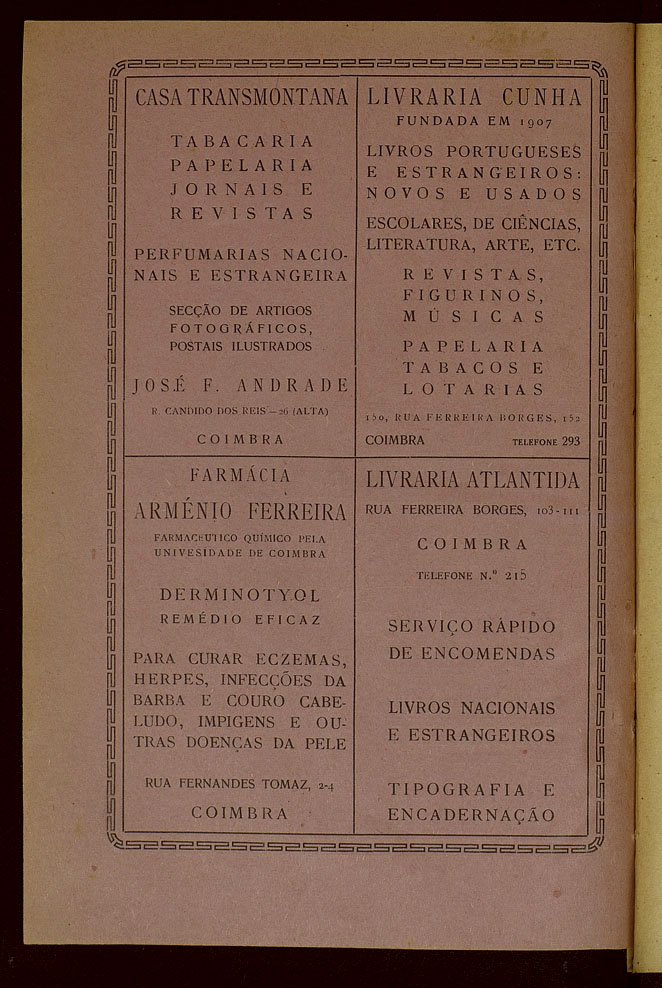 CASA TRANSMONTANA
TABACARIA
PAPELARIA
JORNAIS E
REVISTAS
PERFUMARIAS NACIO-
NAIS E ESTRANGEIRA
SECÇÃO DE ARTIGOS
FOTOGRÁFICOS,
POSTAIS ILUSTRADOS
JOSÉ F. ANDRADE
R. CANDIDO DOS REIS – 26 (ALTA)
COIMBRA
LIVRARIA CUNHA
FUNDADA EM 1907
LIVROS PORTUGUESES
E ESTRANGEIROS:
NOVOS E USADOS
ESCOLARES, DE CIÊNCIAS,
LITERATURA, ARTE, ETC.
REVISTAS,
FIGURINOS,
MÚSICAS
PAPELARIA
TABACOS E
LOTARIAS
150, RUA FERREIRA BORGES, 152
COIMBRA TELEFONE 293
FARMÁCIA
ARMÉNIO FERREIRA
FARMACEUTICO QUÍMICO PELA
UNIVESIDADE DE COIMBRA
DERMINOTYOL
REMÉDIO EFICAZ
PARA CURAR ECZEMAS,
HERPES, INFECÇÕES DA
BARBA E COURO CABE-
LUDO, IMPIGENS E OU-
TRAS DOENÇAS DA PELE
RUA FERNANDES TOMAZ, 2-4
COIMBRA
LIVRARIA ATLANTIDA
RUA FERREIRA BORGES, 103-111
COIMBRA
TELEFONE N.º 215
SERVIÇO RÁPIDO
DE ENCOMENDAS
LIVROS NACIONAIS
E ESTRANGEIROS
TIPOGRAFIA E
ENCADERNAÇÃO